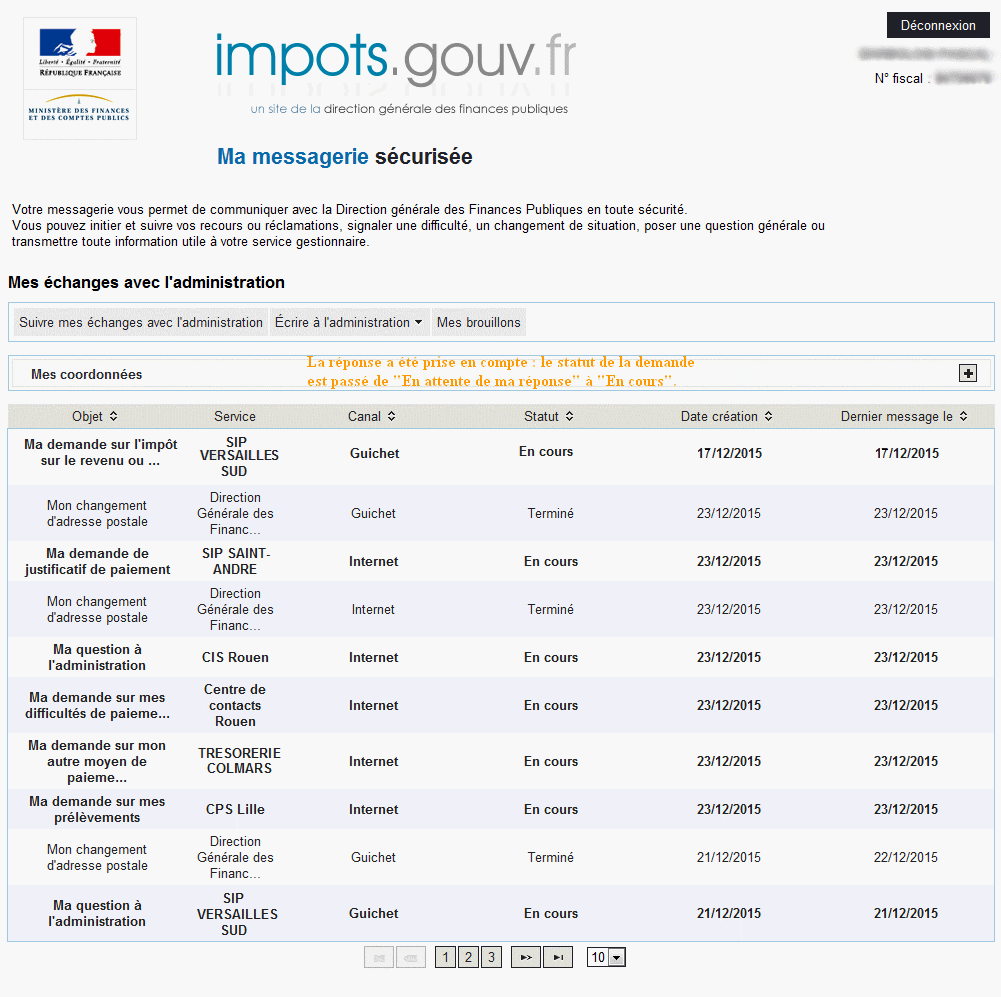 Liberté • Égalité • Fraternité
RÉPUBLIQUE FRANÇAISE
MINISTÈRE DES FINANCES
ET DES COMPTES PUBLICS
impots.gouv.fr
un site de la direction générale des finances publiques
Déconnexion
N° fiscal :
Ma messagerie sécurisée
Votre messagerie vous permet de communiquer avec la Direction générale des Finances Publiques en toute sécurité.
Vous pouvez initier et suivre vos recours ou réclamations, signaler une difficulté, un changement de situation, poser une question générale ou
transmettre toute information utile à votre service gestionnaire.
Mes échanges avec l'administration
Suivre mes échanges avec l'administration Écrire à l'administration Mes brouillons
La réponse a été prise en compte : le statut de la demande
est passé de "En attente de ma réponse" à "En cours".
Mes coordonnées
Objet Service Canal Statut Date création Dernier message le
Ma demande sur l'impôt
sur le revenu ou ...
SIP
VERSAILLES
SUD
Guichet En cours 17/12/2015 17/12/2015
Mon changement
d'adresse postale
Direction
Générale des
Financ...
Guichet Terminé 23/12/2015 23/12/2015
Ma demande de
justificatif de paiement
SIP SAINT-
ANDRE
Internet En cours 23/12/2015 23/12/2015
Mon changement
d'adresse postale
Direction
Générale des
Financ...
Internet Terminé 23/12/2015 23/12/2015
Ma question à
l'administration
CIS Rouen
Internet En cours 23/12/2015 23/12/2015
Ma demande sur mes
difficultés de paieme...
Centre de
contacts
Rouen
Internet En cours 23/12/2015 23/12/2015
Ma demande sur mon
autre moyen de
paieme...
TRESORERIE
COLMARS
Internet En cours 23/12/2015 23/12/2015
Ma demande sur mes
prélèvements
CPS Lille
Internet En cours 23/12/2015 23/12/2015
Mon changement
d'adresse postale
Direction
Générale des
Financ...
Guichet Terminé 21/12/2015 22/12/2015
Ma question à
l'administration
SIP
VERSAILLES
SUD
Guichet En cours 21/12/2015 21/12/2015
1 2 3 10